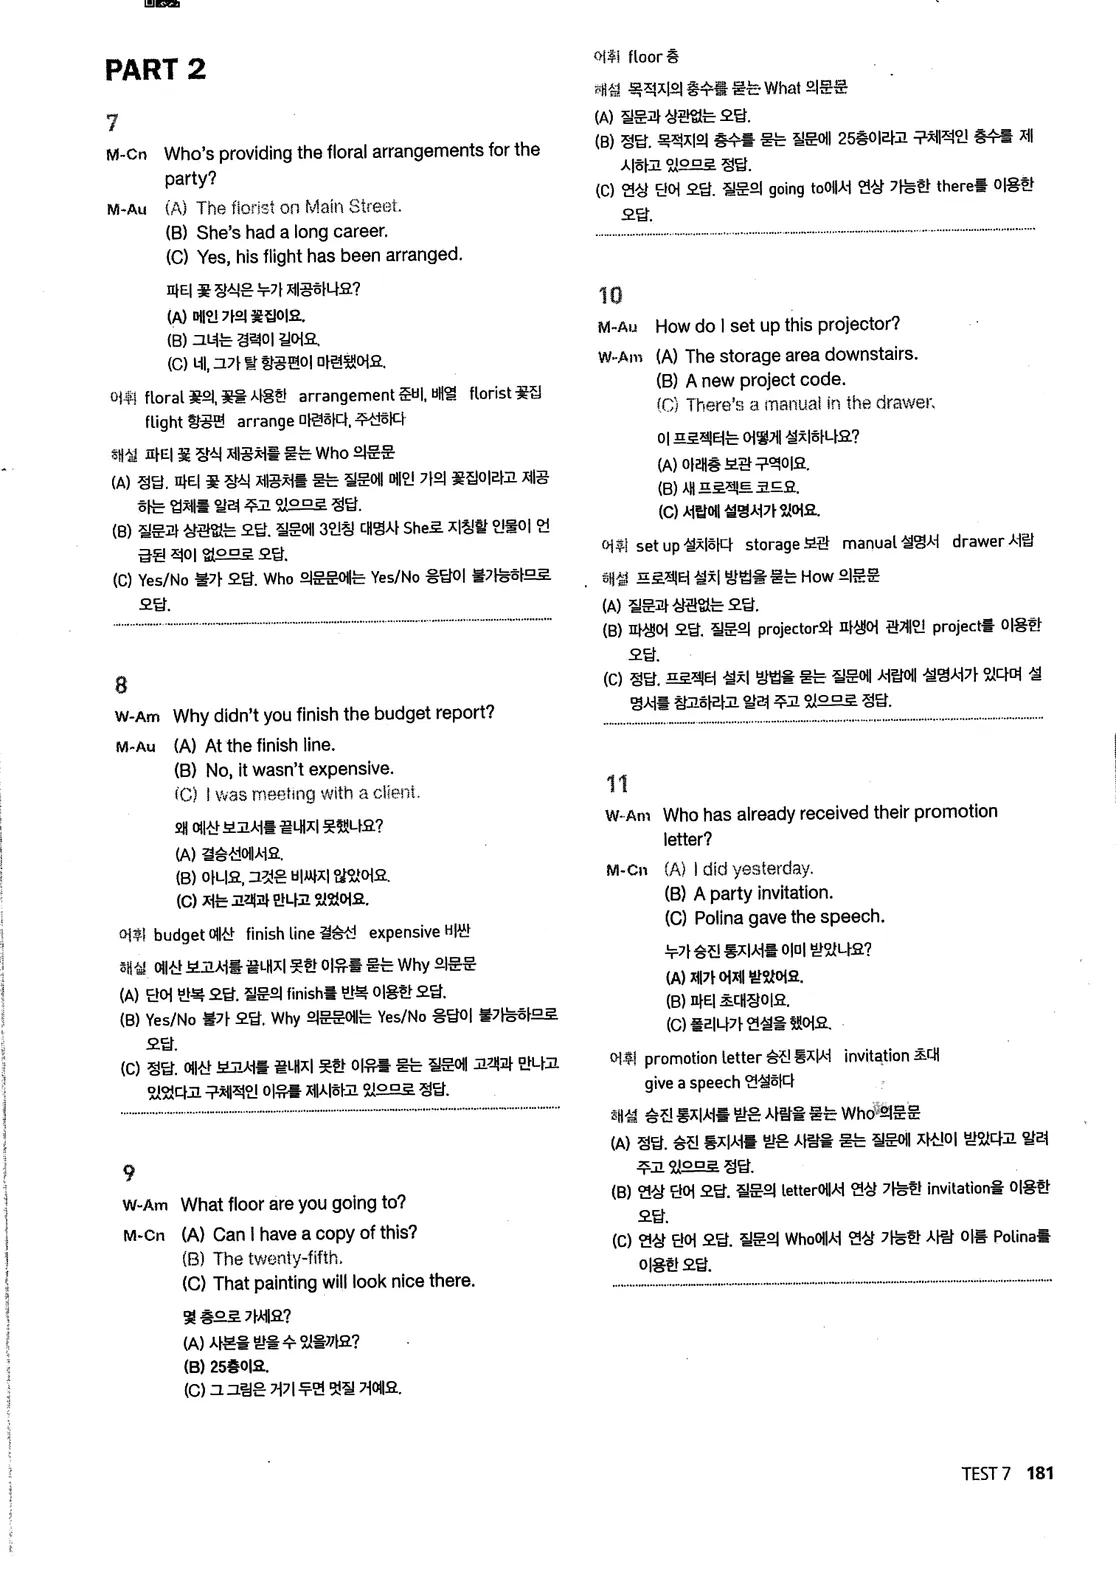 PART 2
7
M-Cn Who's providing the floral arrangements for the
party?
M-Au (A) The florist on Main Street.
(B) She's had a long career.
(C) Yes, his flight has been arranged.
파티 꽃 장식은 누가 제공하나요?
(A) 메인 가의 꽃집이요.
(B) 그녀는 경력이 길어요.
(C) 네, 그가 탈 항공편이 마련됐어요.
어휘 floral 꽃의, 꽃을 사용한 arrangement 준비, 배열 florist 꽃집
flight 항공편 arrange 마련하다, 주선하다
해설 파티 꽃 장식 제공처를 묻는 Who 의문문
(A) 정답. 파티 꽃 장식 제공처를 묻는 질문에 메인 가의 꽃집이라고 제공
하는 업체를 알려 주고 있으므로 정답.
(B) 질문과 상관없는 오답. 질문에 3인칭 대명사 She로 지칭할 인물이 언
급된 적이 없으므로 오답.
(C) Yes/No 불가 오답. Who 의문문에는 Yes/No 응답이 불가능하므로
오답.
8
W-Am Why didn't you finish the budget report?
M-Au (A) At the finish line.
(B) No, it wasn't expensive.
(C) I was meeting with a client.
왜 예산 보고서를 끝내지 못했나요?
(A) 결승선에서요.
(B) 아니요, 그것은 비싸지 않았어요.
(C) 저는 고객과 만나고 있었어요.
어휘 budget 예산 finish line 결승선 expensive 비싼
해설 예산 보고서를 끝내지 못한 이유를 묻는 Why 의문문
(A) 단어 반복 오답. 질문의 finish를 반복 이용한 오답.
(B) Yes/No 불가 오답. Why 의문문에는 Yes/No 응답이 불가능하므로
오답.
(C) 정답. 예산 보고서를 끝내지 못한 이유를 묻는 질문에 고객과 만나고
있었다고 구체적인 이유를 제시하고 있으므로 정답.
9
W-Am What floor are you going to?
M-Cn (A) Can I have a copy of this?
(B) The twenty-fifth.
(C) That painting will look nice there.
몇 층으로 가세요?
(A) 사본을 받을 수 있을까요?
(B) 25층이요.
(C) 그 그림은 거기 두면 멋질 거예요.
어휘 floor 층
해설 목적지의 층수를 묻는 What 의문문
(A) 질문과 상관없는 오답.
(B) 정답. 목적지의 층수를 묻는 질문에 25층이라고 구체적인 층수를 제
시하고 있으므로 정답.
(C) 연상 단어 오답. 질문의 going to에서 연상 가능한 there를 이용한
오답.
10
M-Au How do I set up this projector?
W-Am (A) The storage area downstairs.
(B) A new project code.
(C) There's a manual in the drawer.
이 프로젝터는 어떻게 설치하나요?
(A) 아래층 보관 구역이요.
(B) 새 프로젝트 코드요.
(C) 서랍에 설명서가 있어요.
어휘 set up 설치하다 storage 보관 manual 설명서 drawer 서랍
해설 프로젝터 설치 방법을 묻는 How 의문문
(A) 질문과 상관없는 오답.
(B) 파생어 오답. 질문의 projector와 파생어 관계인 project를 이용한
오답.
(C) 정답. 프로젝터 설치 방법을 묻는 질문에 서랍에 설명서가 있다며 설
명서를 참고하라고 알려 주고 있으므로 정답.
11
W-Am Who has already received their promotion
letter?
M-Cn (A) I did yesterday.
(B) A party invitation.
(C) Polina gave the speech.
누가 승진 통지서를 이미 받았나요?
(A) 제가 어제 받았어요.
(B) 파티 초대장이요.
(C) 폴리나가 연설을 했어요.
어휘 promotion letter 승진 통지서 invitation 초대
give a speech 연설하다
해설 승진 통지서를 받은 사람을 묻는 Who 의문문
(A) 정답. 승진 통지서를 받은 사람을 묻는 질문에 자신이 받았다고 알려
주고 있으므로 정답.
(B) 연상 단어 오답. 질문의 letter에서 연상 가능한 invitation을 이용한
오답.
(C) 연상 단어 오답. 질문의 Who에서 연상 가능한 사람 이름 Polina를
이용한 오답.
TEST 7 181